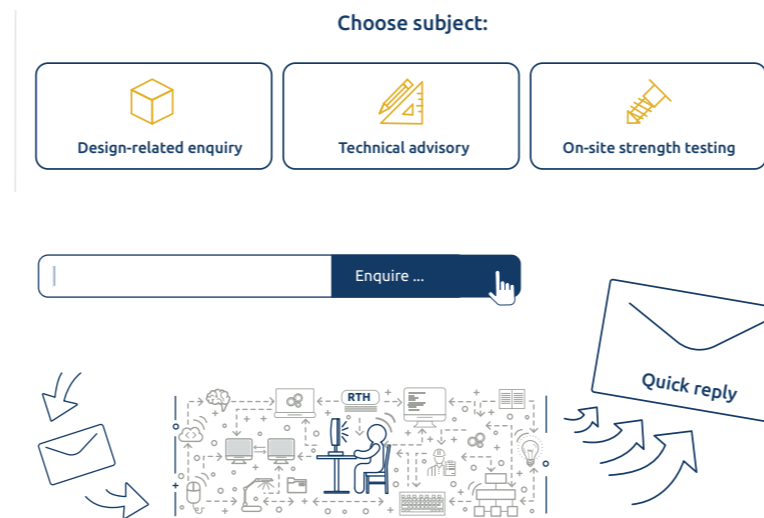 Choose subject:
Design-related enquiry
Technical advisory
On-site strength testing
Enquire ...
Quick reply
RTH